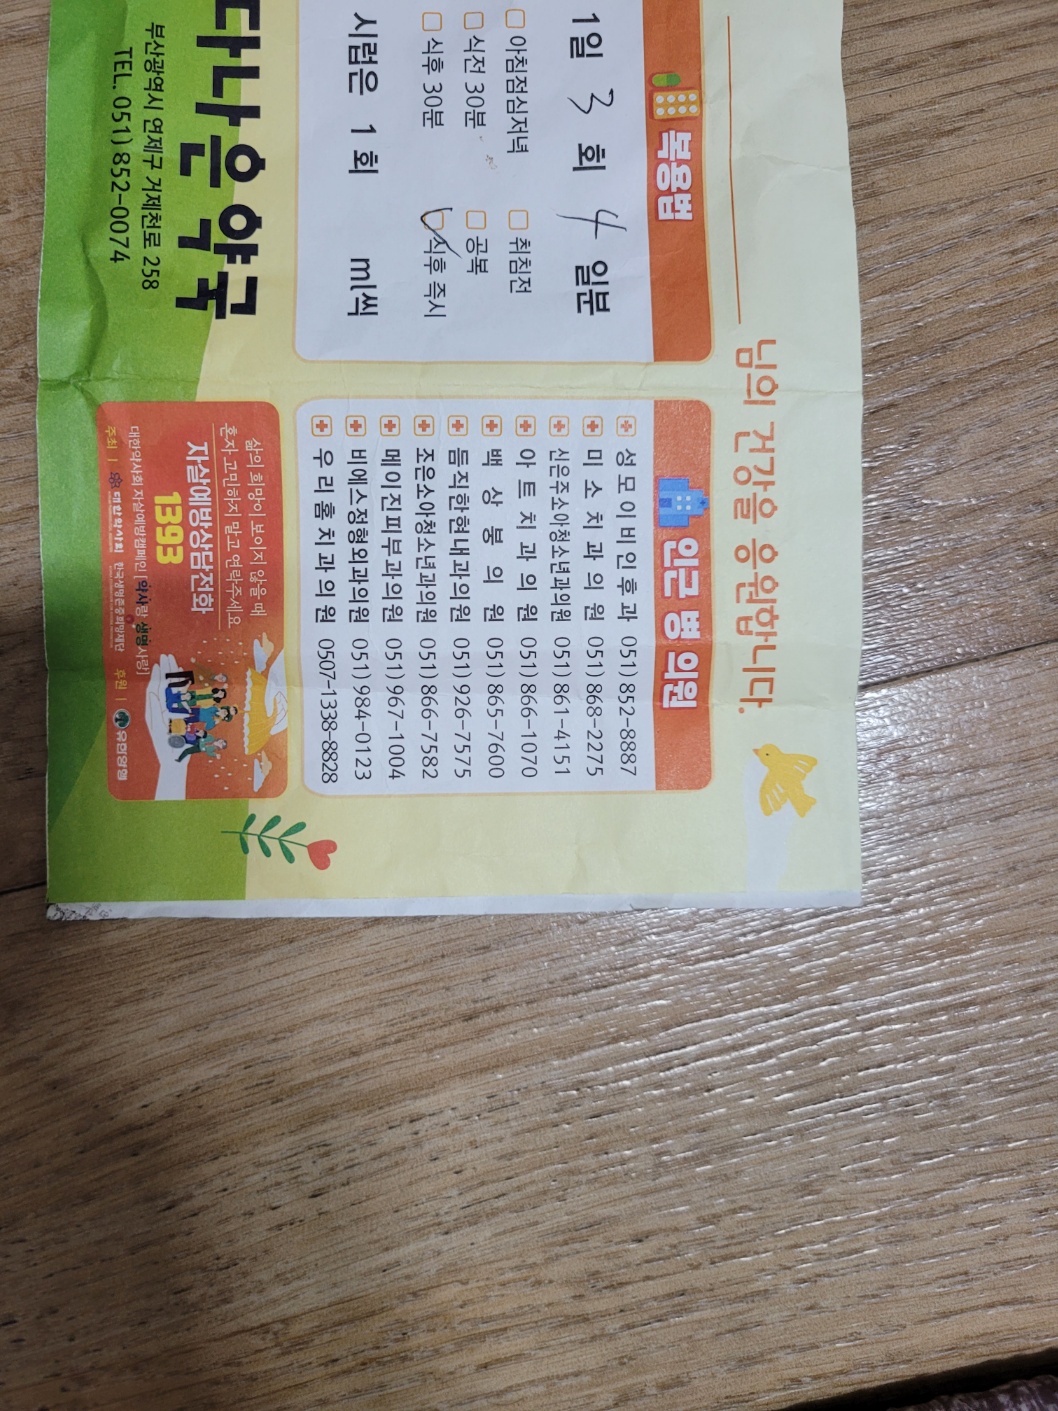 님의 건강을 응원합니다.
복용법
1일 3 회 4 일분
아침점심저녁 취침전
식전 30분 공복
식후 30분 식후 즉시
시럽은 1 회 ml씩
인근 병 의원
성모이비인후과 051)852-8887
미소치과의원 051)868-2275
신은주소아청소년과의원 051)861-4151
아트치과의원 051)866-1070
백상봉의원 051)865-7600
듬직한현내과의원 051)926-7575
조은소아청소년과의원 051)866-7582
메이진피부과의원 051)967-1004
비에스정형외과의원 051)984-0123
우리홈치과의원 0507-1338-8828
다나은약국
부산광역시 연제구 거제천로 258
TEL. 051)852-0074
삶의 희망이 보이지 않을 때
혼자 고민하지 말고 연락주세요
자살예방상담전화
1393
대한약사회 자살예방캠페인 [약사랑 생명사랑]
주최 | 대한약사회 한국생명존중희망재단 후원 | 유한양행